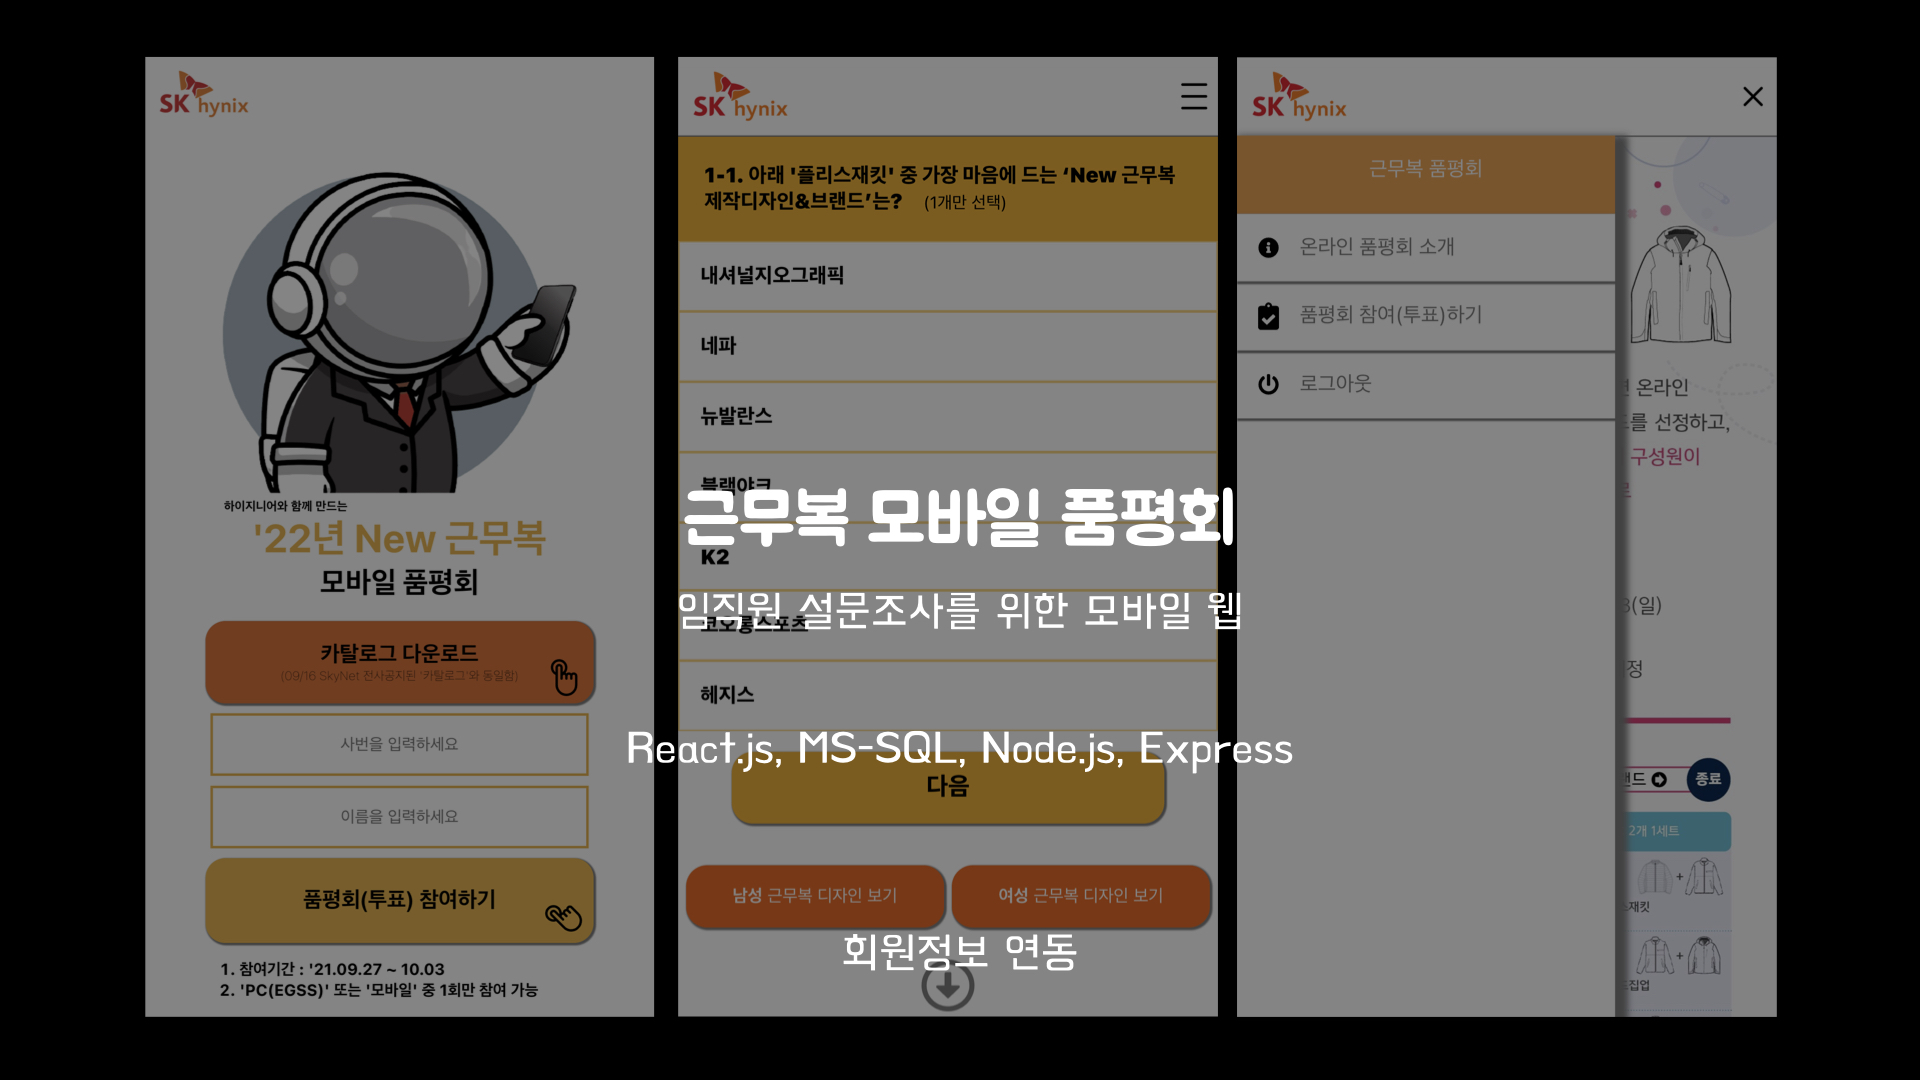 SK hynix
하이지니어와 함께 만드는
'22년 New 근무복
모바일 품평회
카탈로그 다운로드
(09/16 SkyNet 전사공지된 '카탈로그'와 동일함)
사번을 입력하세요
이름을 입력하세요
품평회(투표) 참여하기
1. 참여기간 : '21.09.27 ~ 10.03
2. 'PC(EGSS)' 또는 '모바일' 중 1회만 참여 가능
SK hynix
1-1. 아래 '플리스재킷' 중 가장 마음에 드는 ‘New 근무복
제작디자인&브랜드’는? (1개만 선택)
내셔널지오그래픽
네파
뉴발란스
블랙야크
K2
코오롱스포츠
헤지스
다음
남성 근무복 디자인 보기
여성 근무복 디자인 보기
근무복 모바일 품평회
임직원 설문조사를 위한 모바일 웹
React.js, MS-SQL, Node.js, Express
회원정보 연동
SK hynix
근무복 품평회
온라인 품평회 소개
품평회 참여(투표)하기
로그아웃
온라인
를 선정하고,
구성원이
(일)
정
드
종료
2개 1세트
+
재킷
+
집업